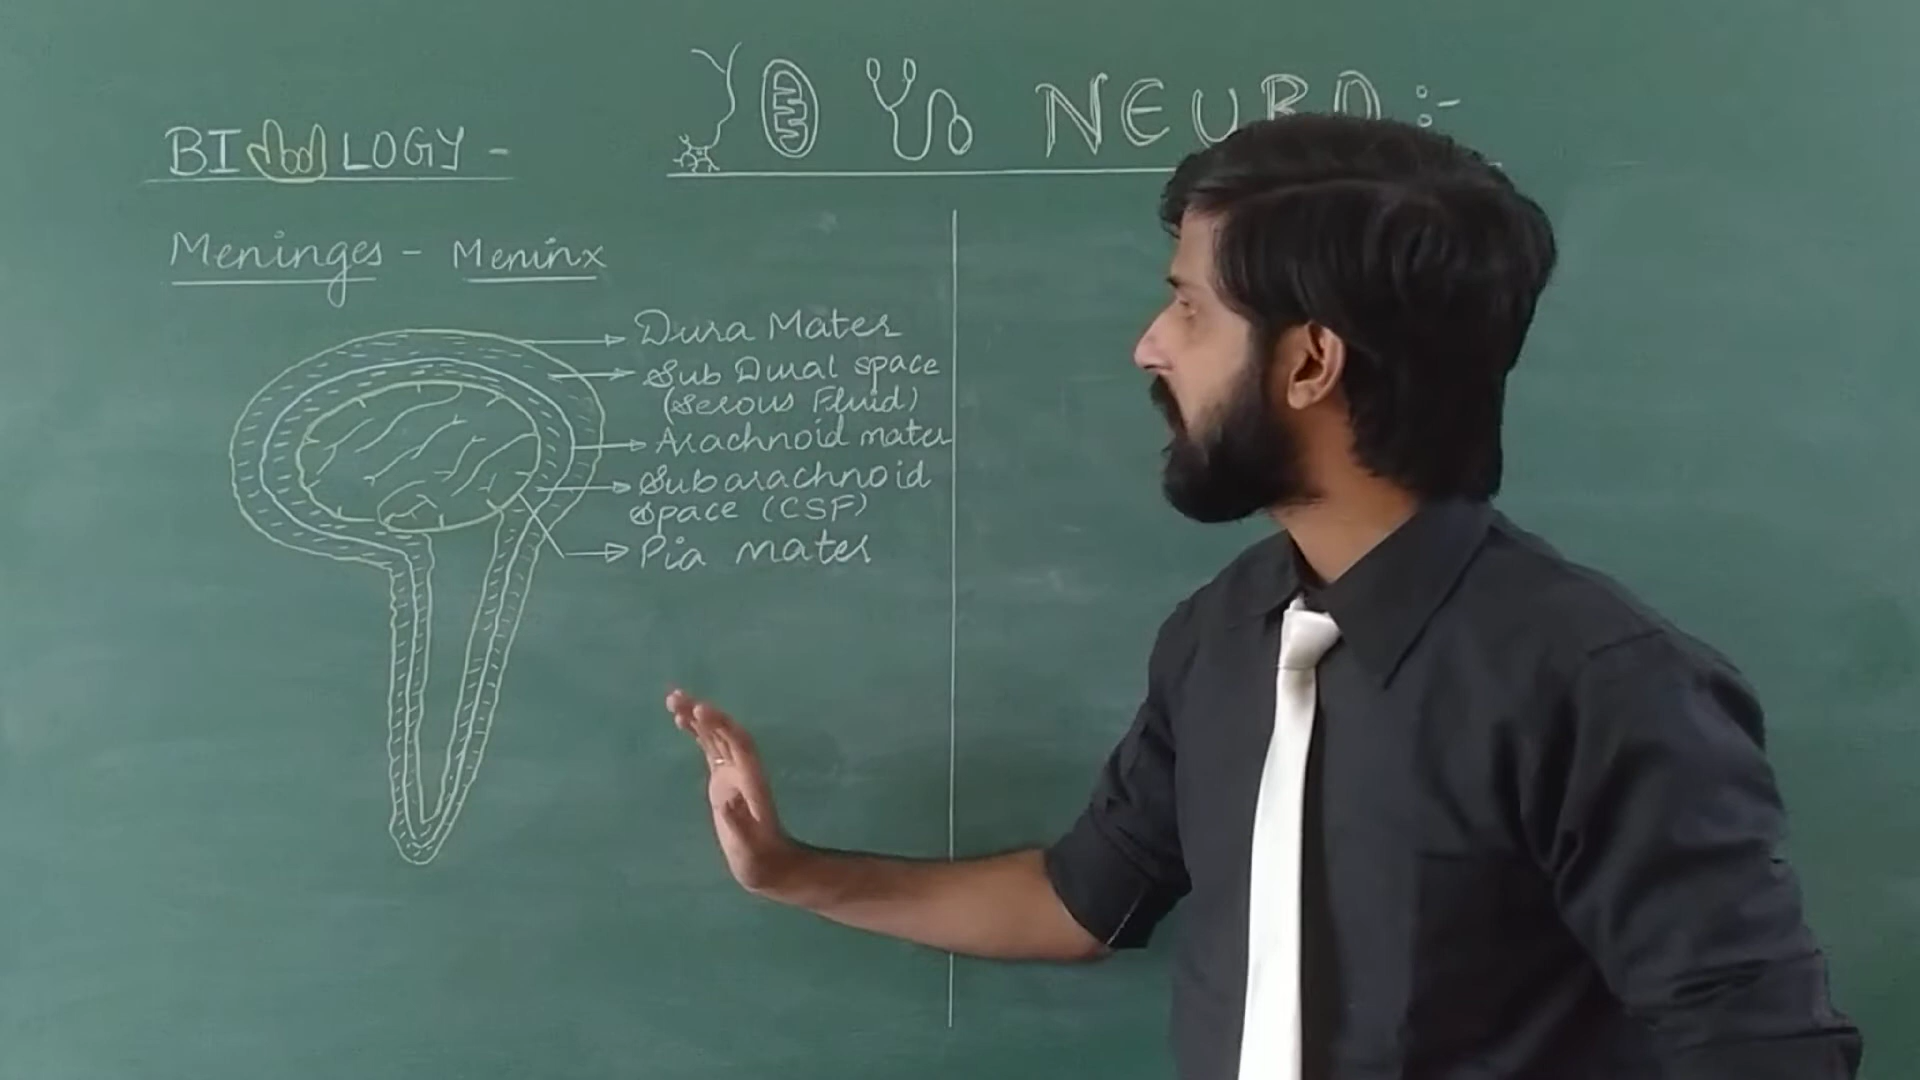 BIOLOGY -
NEURO :-
Meninges - Meninx
Dura Mater
Sub Dural space
(Serous Fluid)
Arachnoid mater
Subarachnoid
space (CSF)
Pia mater